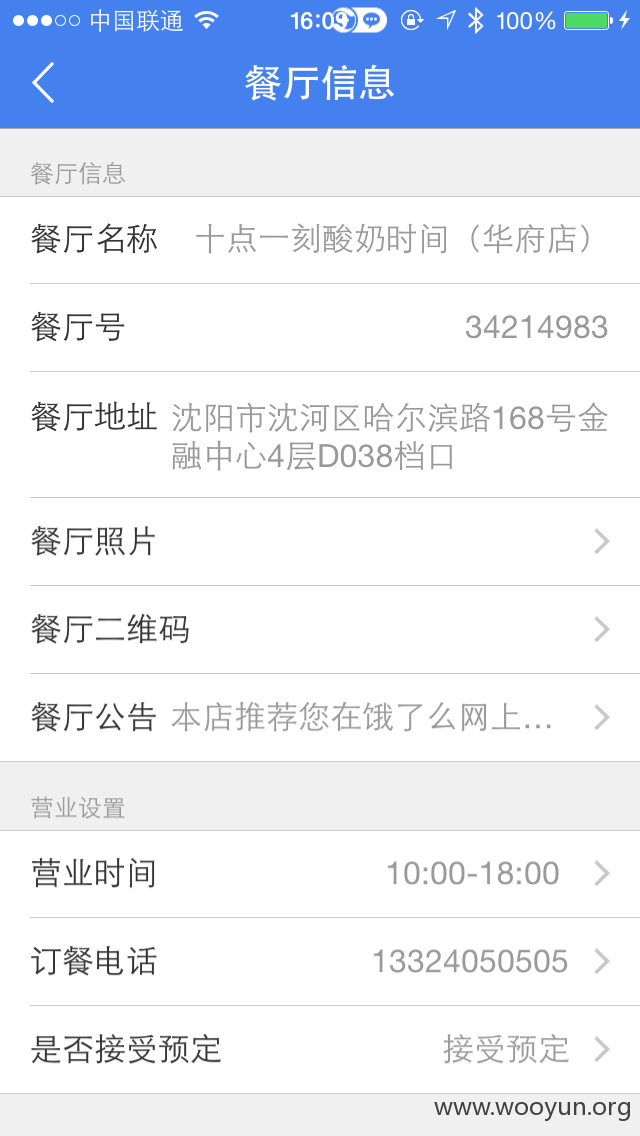 中国联通 16:09 100%
餐厅信息
餐厅信息
餐厅名称 十点一刻酸奶时间（华府店）
餐厅号 34214983
餐厅地址 沈阳市沈河区哈尔滨路168号金
融中心4层D038档口
餐厅照片
餐厅二维码
餐厅公告 本店推荐您在饿了么网上...
营业设置
营业时间 10:00-18:00
订餐电话 13324050505
是否接受预定 接受预定
www.wooyun.org